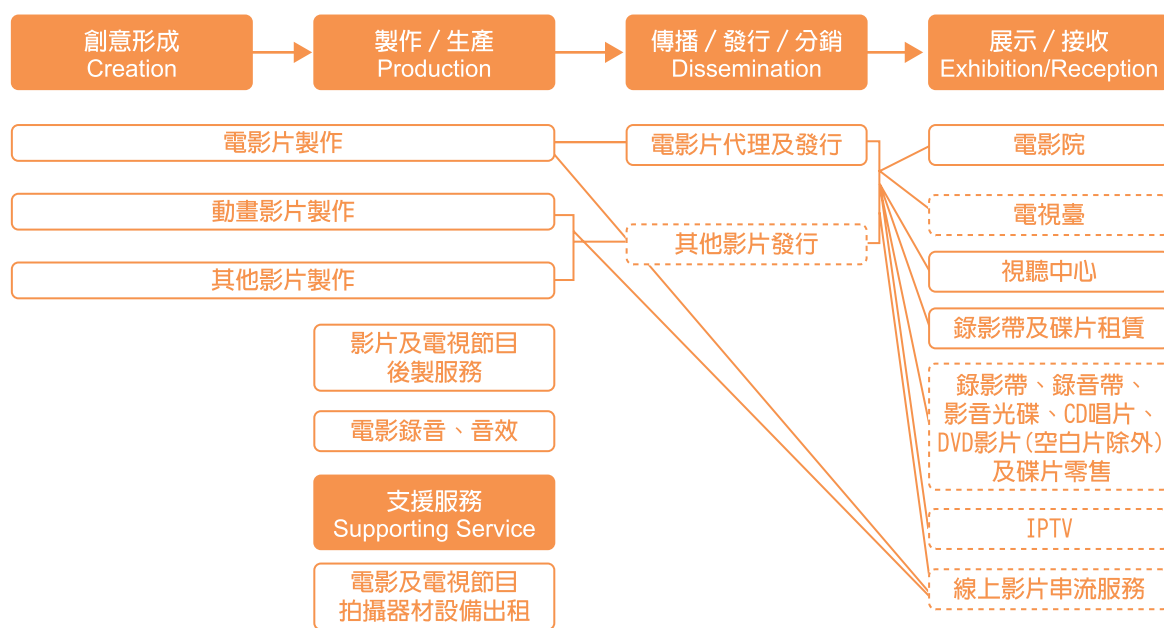 創意形成
Creation
製作 / 生產
Production
傳播 / 發行 / 分銷
Dissemination
展示 / 接收
Exhibition/Reception
電影片製作
電影片代理及發行
電影院
動畫影片製作
其他影片發行
電視臺
其他影片製作
視聽中心
影片及電視節目
後製服務
錄影帶及碟片租賃
電影錄音、音效
錄影帶、錄音帶、
影音光碟、CD唱片、
DVD影片(空白片除外)
及碟片零售
支援服務
Supporting Service
IPTV
電影及電視節目
拍攝器材設備出租
線上影片串流服務